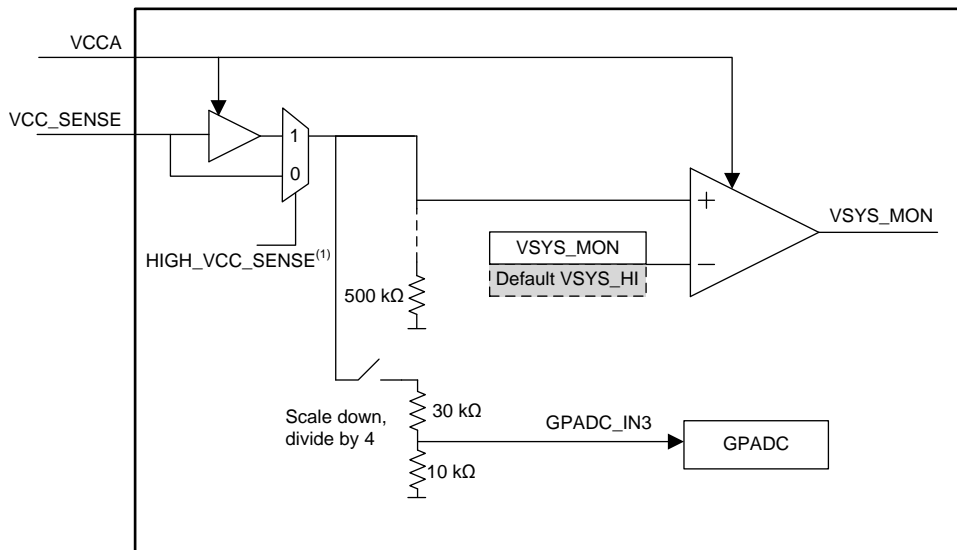 VCCA
VCC_SENSE
1
0
HIGH_VCC_SENSE(1)
+
VSYS_MON
VSYS_MON
Default VSYS_HI
−
500 kΩ
Scale down,
divide by 4
30 kΩ
GPADC_IN3
GPADC
10 kΩ